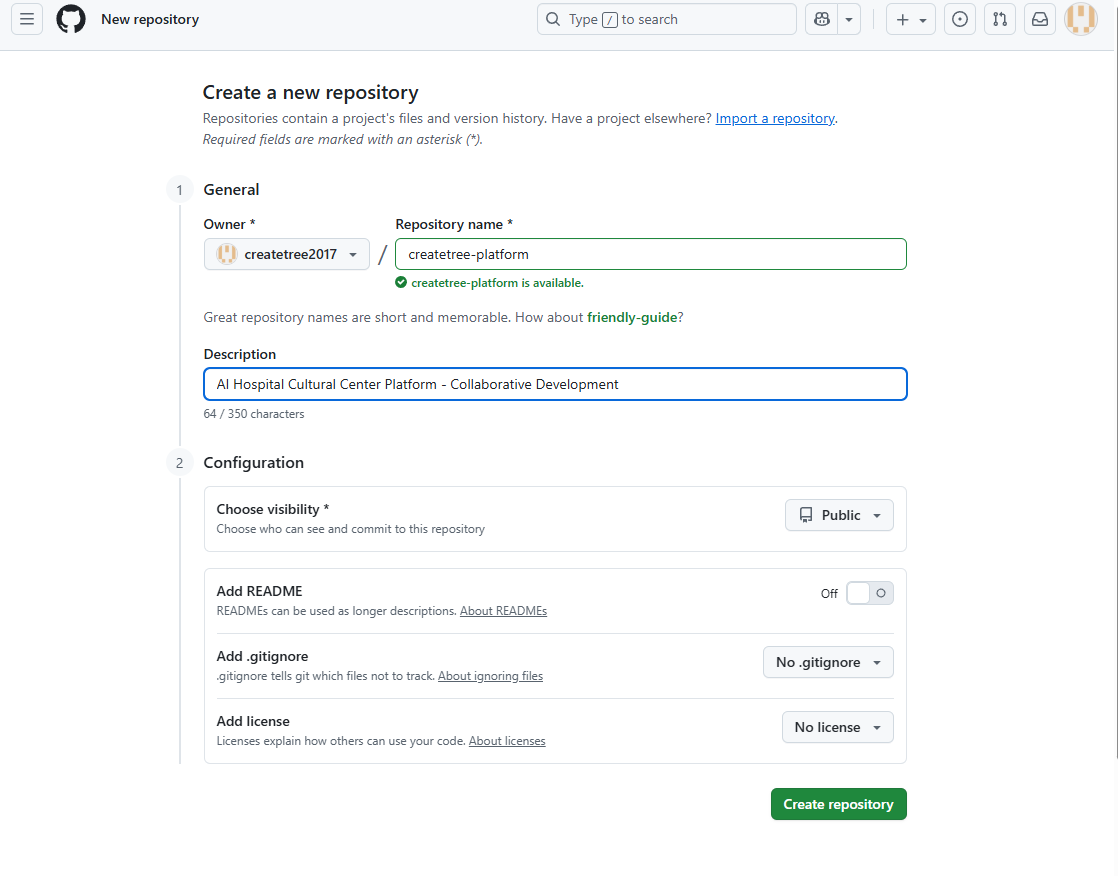 New repository
Type / to search
Create a new repository
Repositories contain a project's files and version history. Have a project elsewhere? Import a repository.
Required fields are marked with an asterisk (*).
1 General
Owner *
Repository name *
createtree2017 / createtree-platform
createtree-platform is available.
Great repository names are short and memorable. How about friendly-guide?
Description
AI Hospital Cultural Center Platform - Collaborative Development
64 / 350 characters
2 Configuration
Choose visibility *
Choose who can see and commit to this repository
Public
Add README
READMEs can be used as longer descriptions. About READMEs
Off
Add .gitignore
.gitignore tells git which files not to track. About ignoring files
No .gitignore
Add license
Licenses explain how others can use your code. About licenses
No license
Create repository